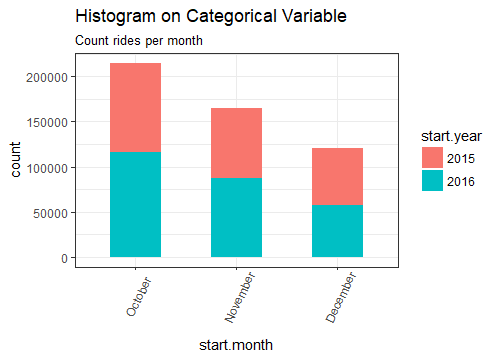 Histogram on Categorical Variable
Count rides per month
count
200000
150000
100000
50000
0
October
November
December
start.month
start.year
2015
2016